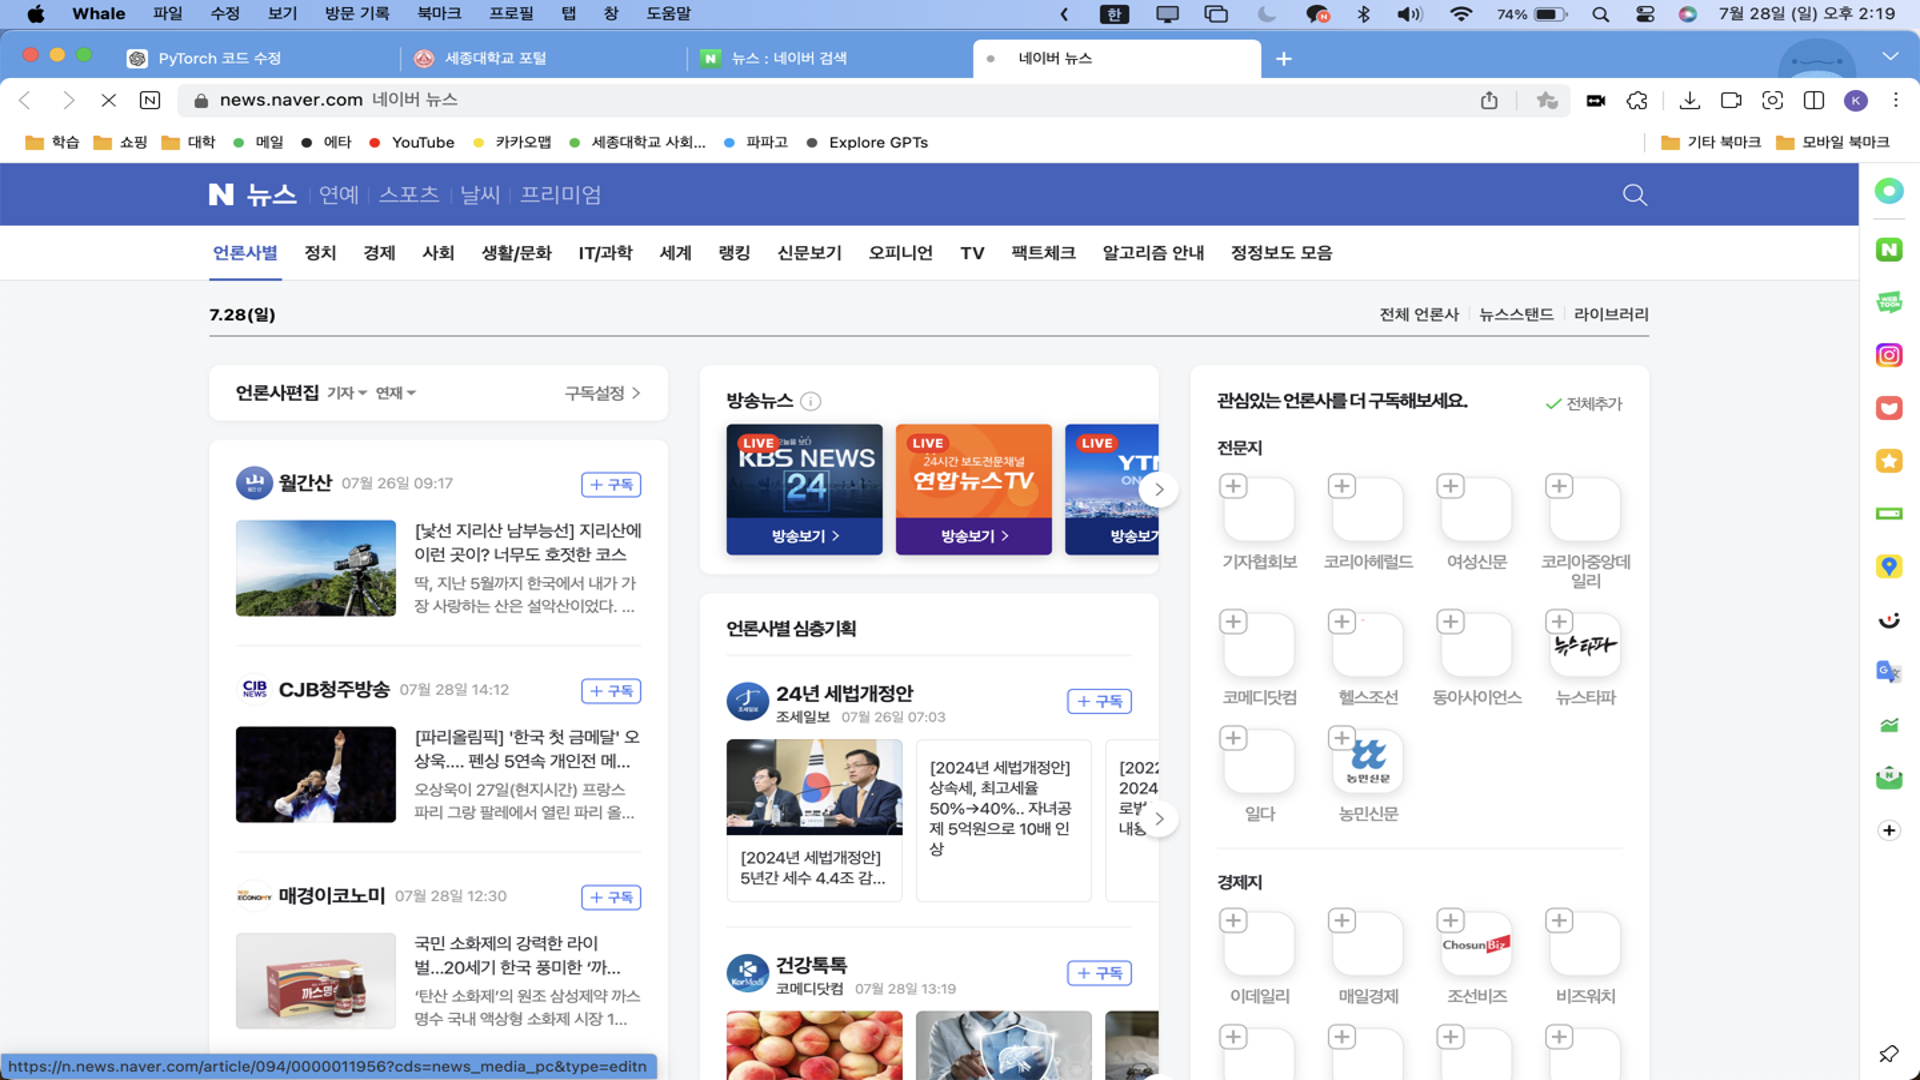 Whale 파일 수정 보기 방문 기록 북마크 프로필 탭 창 도움말 한 74% 7월 28일 (일) 오후 2:19
PyTorch 코드 수정 세종대학교 포털 뉴스 : 네이버 검색 네이버 뉴스
news.naver.com 네이버 뉴스
학습 쇼핑 대학 메일 에타 YouTube 카카오맵 세종대학교 사회... 파파고 Explore GPTs 기타 북마크 모바일 북마크
N 뉴스 연예 스포츠 날씨 프리미엄
언론사별 정치 경제 사회 생활/문화 IT/과학 세계 랭킹 신문보기 오피니언 TV 팩트체크 알고리즘 안내 정정보도 모음
7.28(일)
전체 언론사 뉴스스탠드 라이브러리
언론사편집 기자 연재 구독설정
월간산 07월 26일 09:17 + 구독
[낯선 지리산 남부능선] 지리산에
이런 곳이? 너무도 호젓한 코스
딱, 지난 5월까지 한국에서 내가 가
장 사랑하는 산은 설악산이었다. ...
CJB NEWS
CJB청주방송 07월 28일 14:12 + 구독
[파리올림픽] '한국 첫 금메달' 오
상욱.... 펜싱 5연속 개인전 메...
오상욱이 27일(현지시간) 프랑스
파리 그랑 팔레에서 열린 파리 올...
ECONOMY
매경이코노미 07월 28일 12:30 + 구독
국민 소화제의 강력한 라이
벌...20세기 한국 풍미한 ‘까...
‘탄산 소화제’의 원조 삼성제약 까스
명수 국내 액상형 소화제 시장 1...
까스명수
방송뉴스
LIVE
KBS NEWS
24
방송보기
LIVE
24시간 보도전문채널
연합뉴스TV
방송보기
LIVE
YTN
ON
방송보기
언론사별 심층기획
조세일보
24년 세법개정안
조세일보 07월 26일 07:03
+ 구독
[2024년 세법개정안]
5년간 세수 4.4조 감...
[2024년 세법개정안]
상속세, 최고세율
50%→40%.. 자녀공
제 5억원으로 10배 인
상
[2022
2024
로벌
내용
KorMedi
건강톡톡
코메디닷컴 07월 28일 13:19
+ 구독
관심있는 언론사를 더 구독해보세요.
전체추가
전문지
기자협회보 코리아헤럴드 여성신문 코리아중앙데
일리
뉴스타파
코메디닷컴 헬스조선 동아사이언스 뉴스타파
농민신문
일다 농민신문
경제지
ChosunBiz
이데일리 매일경제 조선비즈 비즈워치
K
N
WEB
TOON
https://n.news.naver.com/article/094/0000011956?cds=news_media_pc&type=editn